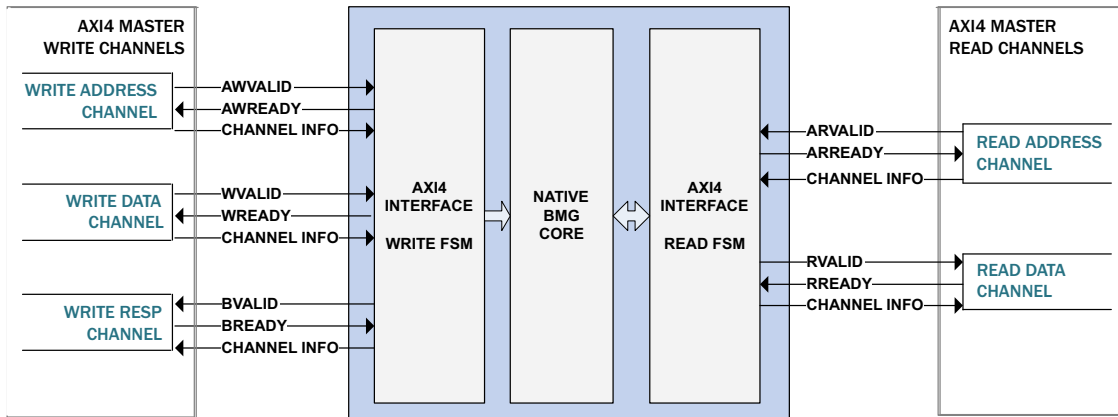 AXI4 MASTER
WRITE CHANNELS
WRITE ADDRESS
CHANNEL
AWVALID
AWREADY
CHANNEL INFO
WRITE DATA
CHANNEL
WVALID
WREADY
CHANNEL INFO
WRITE RESP
CHANNEL
BVALID
BREADY
CHANNEL INFO
AXI4
INTERFACE
WRITE FSM
NATIVE
BMG
CORE
AXI4
INTERFACE
READ FSM
AXI4 MASTER
READ CHANNELS
ARVALID
ARREADY
CHANNEL INFO
READ ADDRESS
CHANNEL
RVALID
RREADY
CHANNEL INFO
READ DATA
CHANNEL